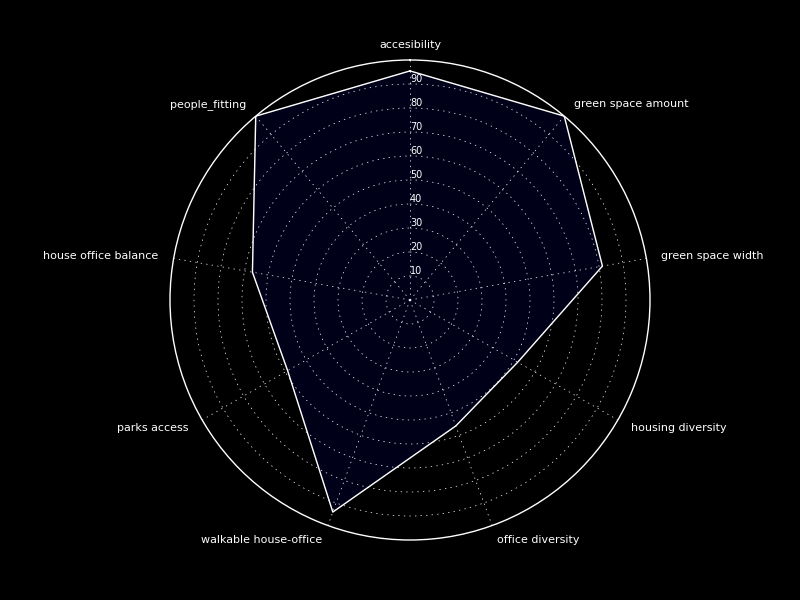 accesibility
people_fitting
green space amount
90
80
70
60
50
40
30
20
10
house office balance
green space width
parks access
housing diversity
walkable house-office
office diversity